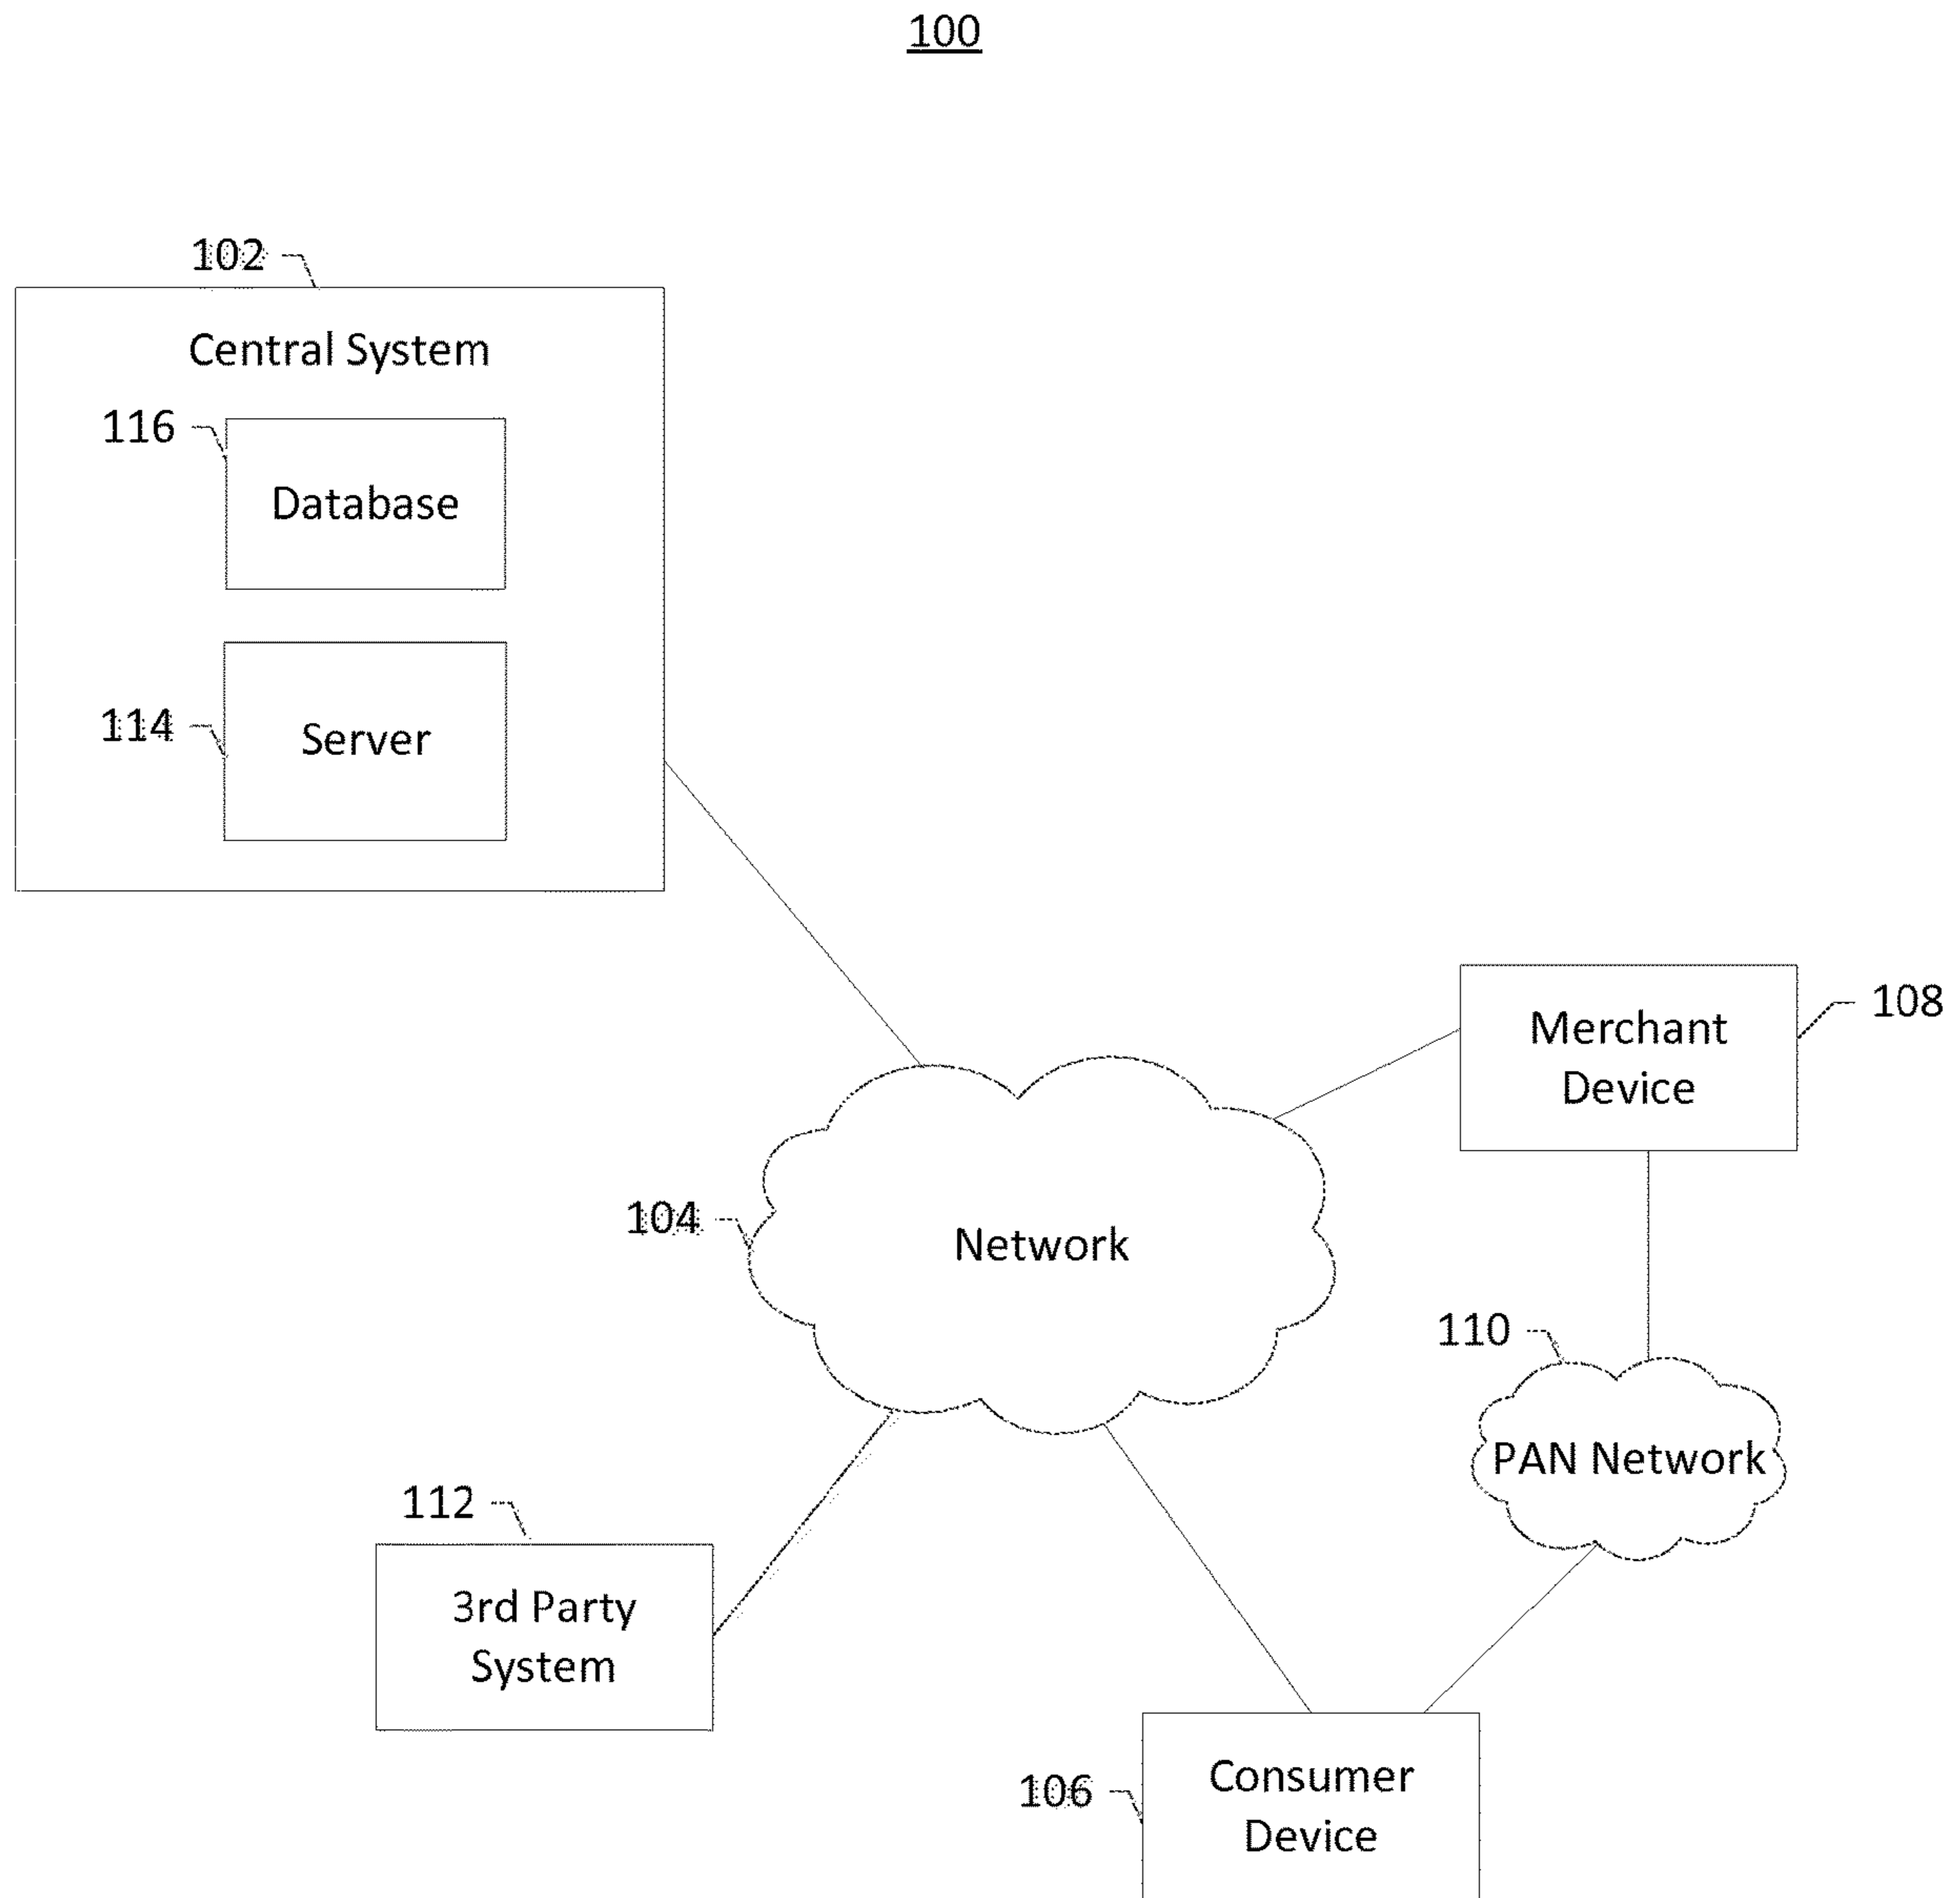 100
102
Central System
116
Database
114
Server
108
Merchant
Device
104
Network
110
PAN Network
112
3rd Party
System
106
Consumer
Device